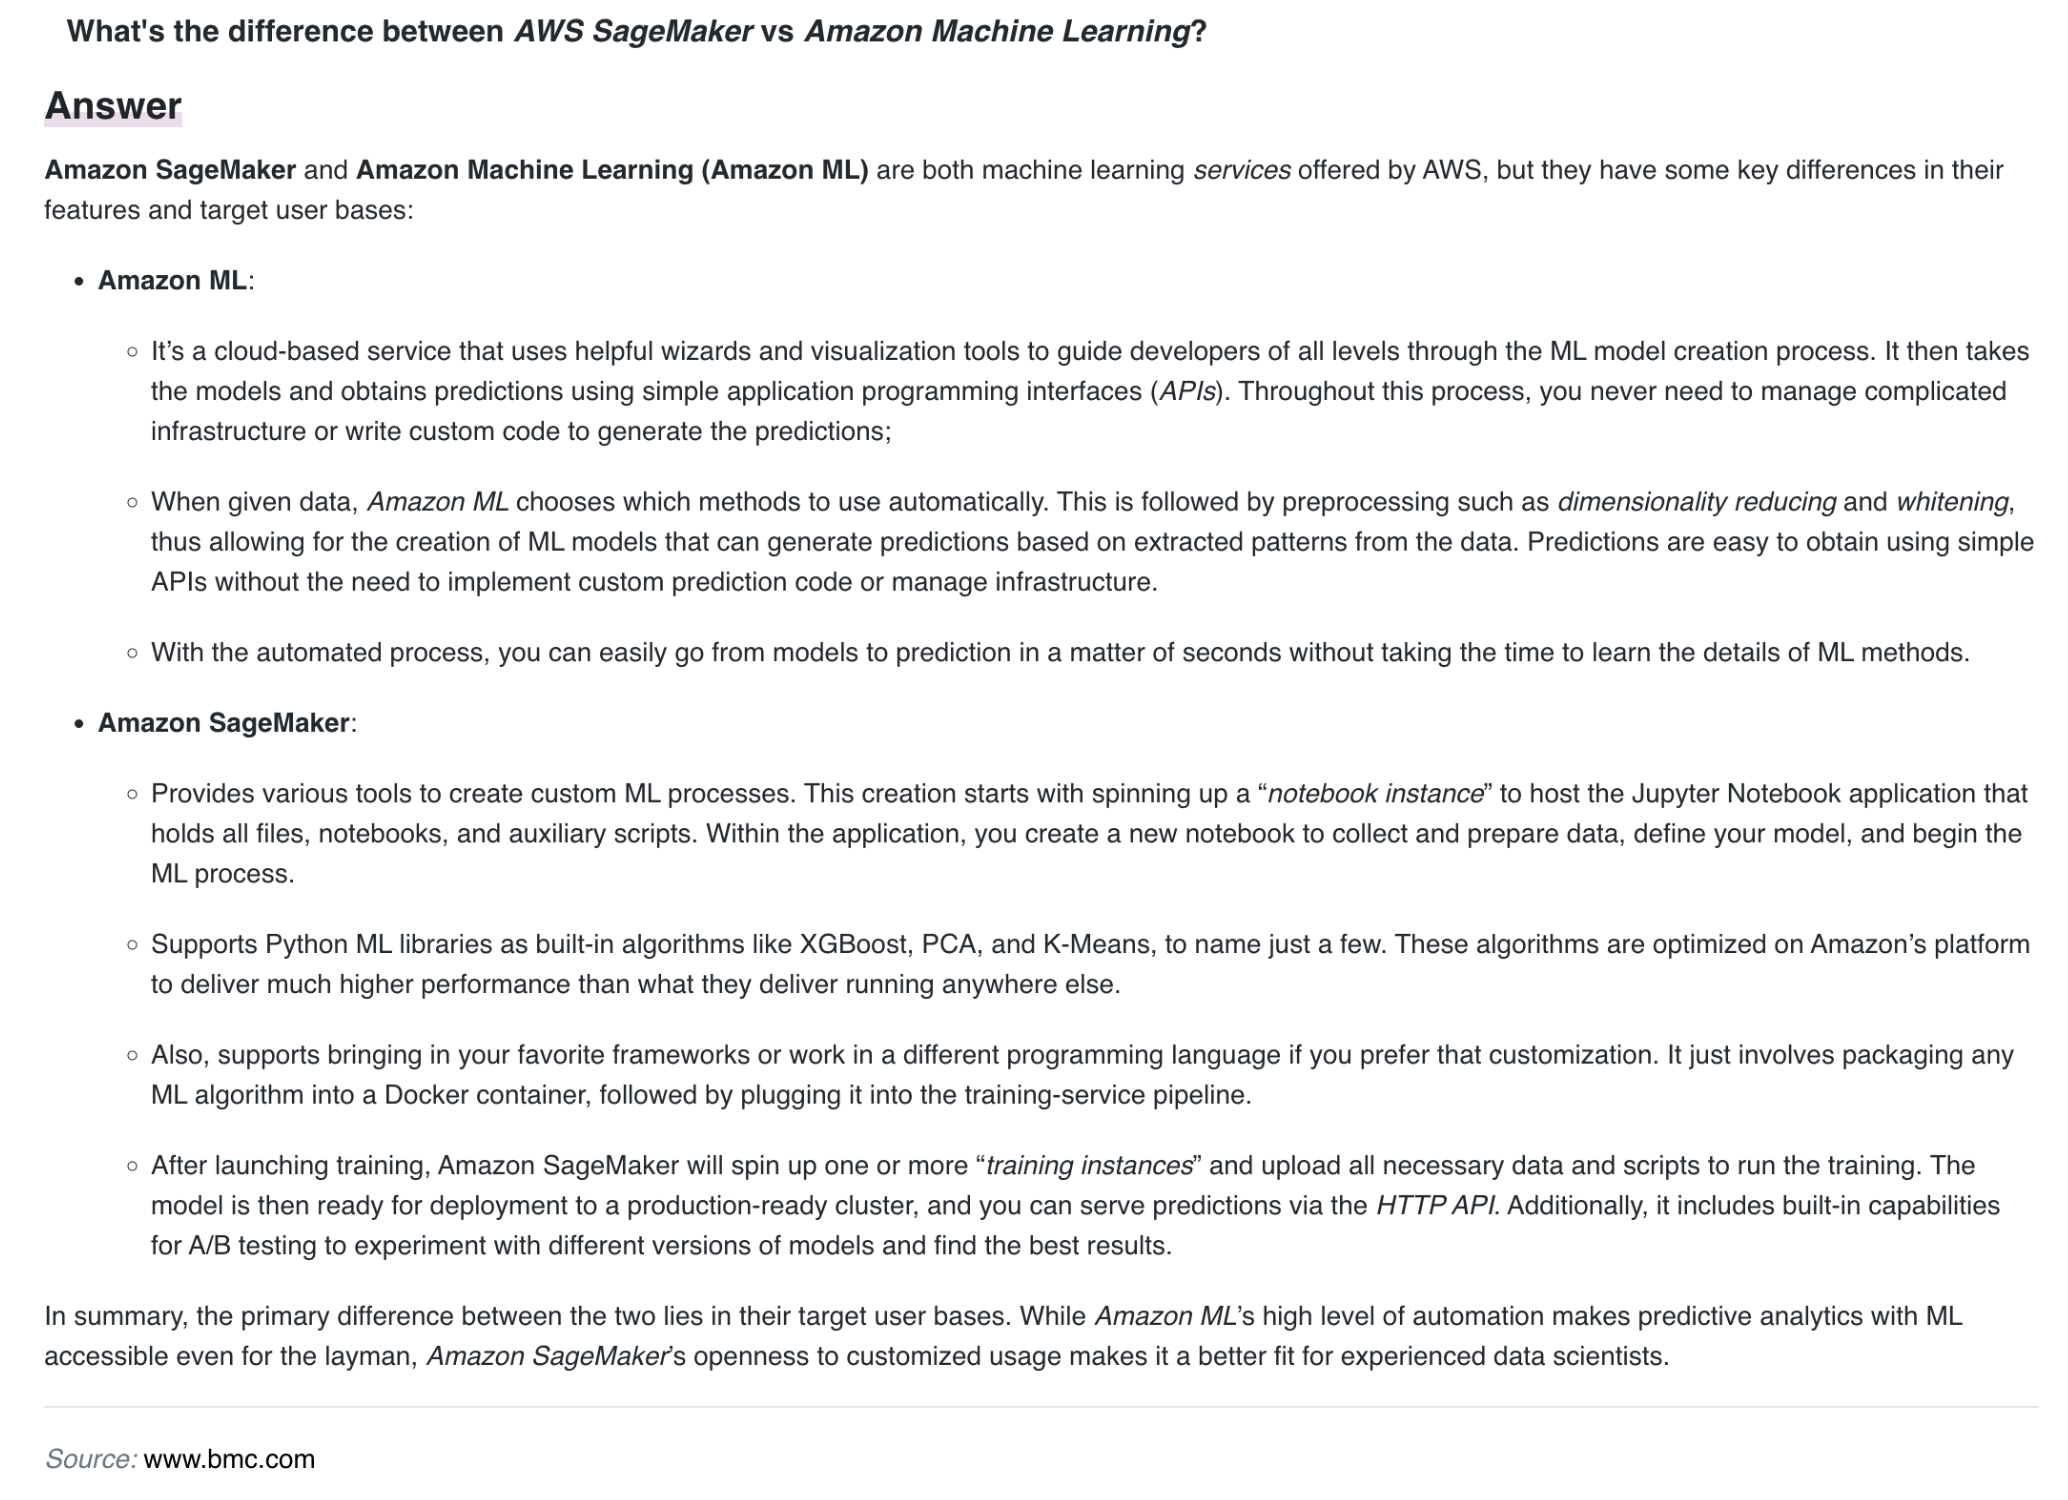 What's the difference between AWS SageMaker vs Amazon Machine Learning?
Answer
Amazon SageMaker and Amazon Machine Learning (Amazon ML) are both machine learning services offered by AWS, but they have some key differences in their
features and target user bases:
• Amazon ML:
◦ It’s a cloud-based service that uses helpful wizards and visualization tools to guide developers of all levels through the ML model creation process. It then takes
the models and obtains predictions using simple application programming interfaces (APIs). Throughout this process, you never need to manage complicated
infrastructure or write custom code to generate the predictions;
◦ When given data, Amazon ML chooses which methods to use automatically. This is followed by preprocessing such as dimensionality reducing and whitening,
thus allowing for the creation of ML models that can generate predictions based on extracted patterns from the data. Predictions are easy to obtain using simple
APIs without the need to implement custom prediction code or manage infrastructure.
◦ With the automated process, you can easily go from models to prediction in a matter of seconds without taking the time to learn the details of ML methods.
• Amazon SageMaker:
◦ Provides various tools to create custom ML processes. This creation starts with spinning up a “notebook instance” to host the Jupyter Notebook application that
holds all files, notebooks, and auxiliary scripts. Within the application, you create a new notebook to collect and prepare data, define your model, and begin the
ML process.
◦ Supports Python ML libraries as built-in algorithms like XGBoost, PCA, and K-Means, to name just a few. These algorithms are optimized on Amazon’s platform
to deliver much higher performance than what they deliver running anywhere else.
◦ Also, supports bringing in your favorite frameworks or work in a different programming language if you prefer that customization. It just involves packaging any
ML algorithm into a Docker container, followed by plugging it into the training-service pipeline.
◦ After launching training, Amazon SageMaker will spin up one or more “training instances” and upload all necessary data and scripts to run the training. The
model is then ready for deployment to a production-ready cluster, and you can serve predictions via the HTTP API. Additionally, it includes built-in capabilities
for A/B testing to experiment with different versions of models and find the best results.
In summary, the primary difference between the two lies in their target user bases. While Amazon ML’s high level of automation makes predictive analytics with ML
accessible even for the layman, Amazon SageMaker’s openness to customized usage makes it a better fit for experienced data scientists.
Source: www.bmc.com